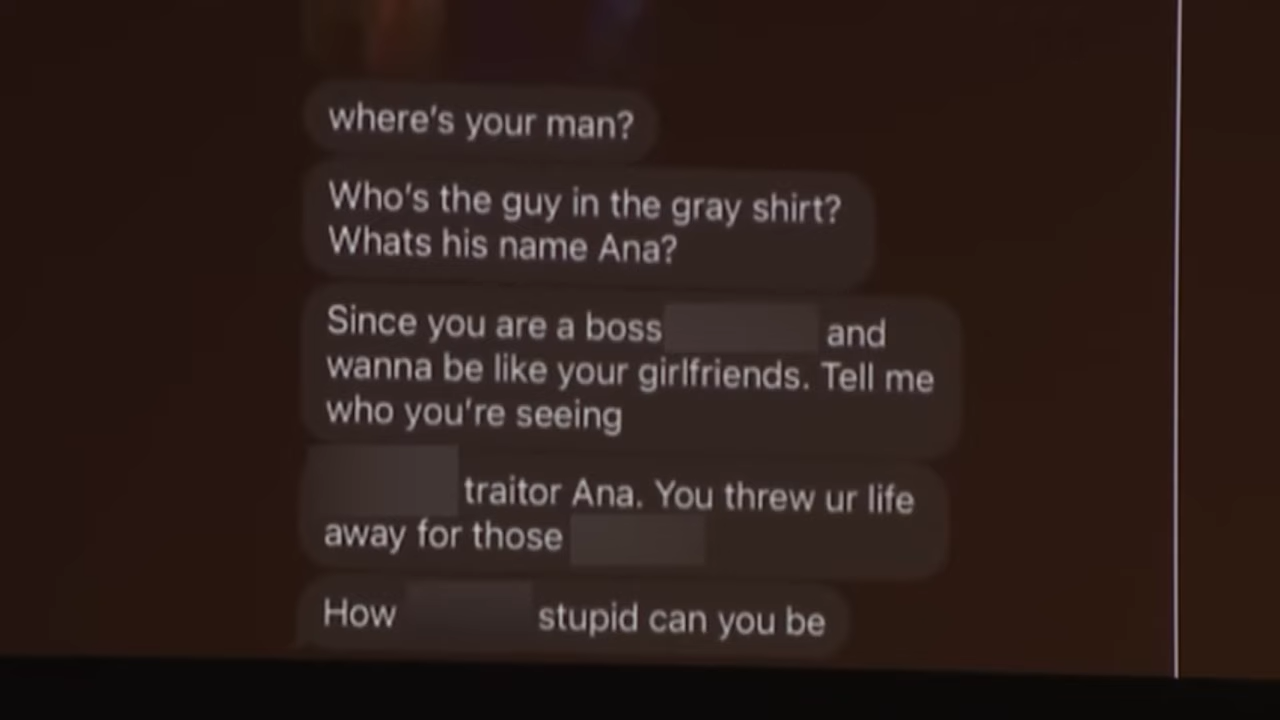 where's your man?
Who's the guy in the gray shirt?
Whats his name Ana?
Since you are a boss and
wanna be like your girlfriends. Tell me
who you're seeing
traitor Ana. You threw ur life
away for those
How stupid can you be